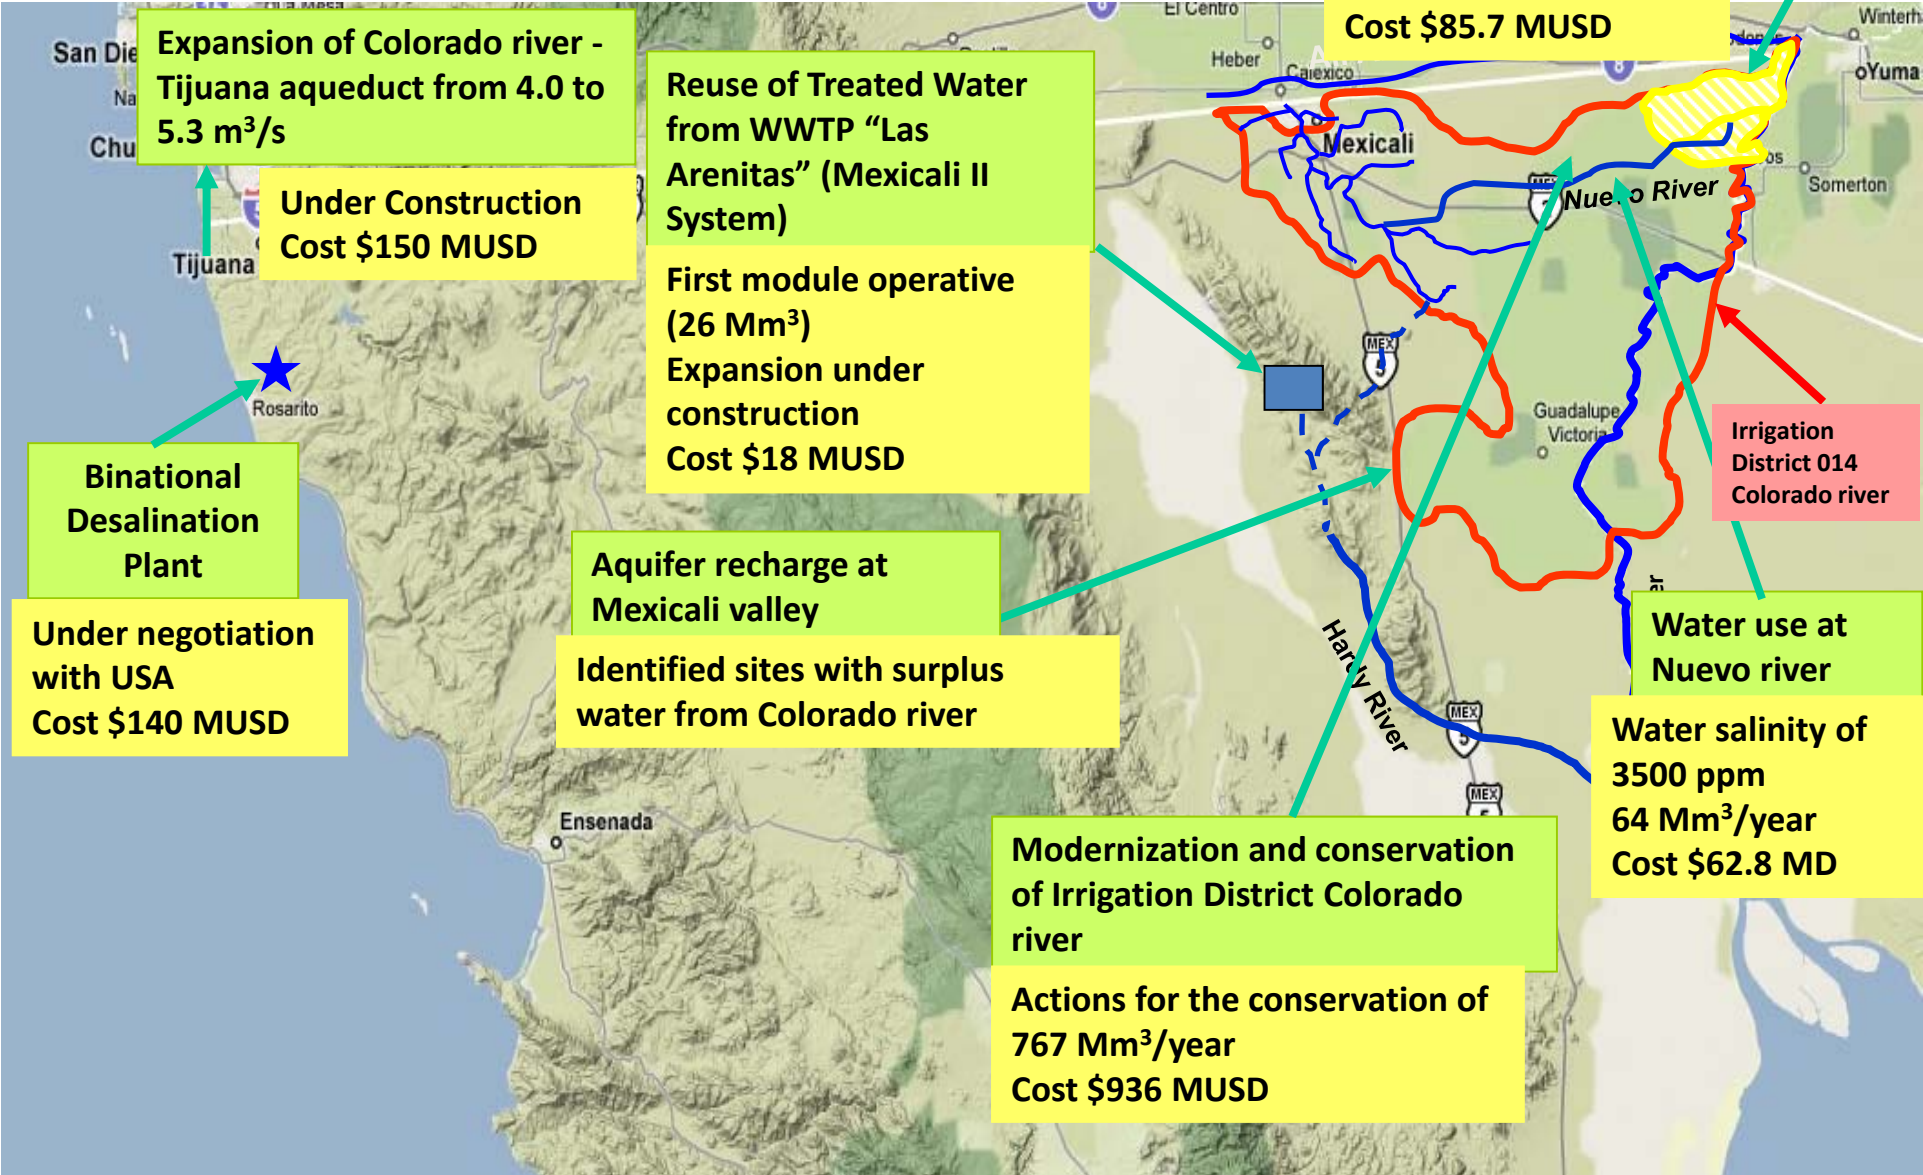 El Centro
Cost $85.7 MUSD
San Die
Expansion of Colorado river -
Tijuana aqueduct from 4.0 to
5.3 m³/s
Chu
Under Construction
Cost $150 MUSD
Tijuana
Reuse of Treated Water
from WWTP “Las
Arenitas” (Mexicali II
System)
First module operative
(26 Mm³)
Expansion under
construction
Cost $18 MUSD
Heber
Calexico
Mexicali
8
Yuma
Somerton
Nuevo River
MEX
5
Guadalupe
Victoria
Irrigation
District 014
Colorado river
Rosarito
Binational
Desalination
Plant
Under negotiation
with USA
Cost $140 MUSD
Aquifer recharge at
Mexicali valley
Identified sites with surplus
water from Colorado river
Hardy River
MEX
5
MEX
Water use at
Nuevo river
Water salinity of
3500 ppm
64 Mm³/year
Cost $62.8 MD
Ensenada
Modernization and conservation
of Irrigation District Colorado
river
Actions for the conservation of
767 Mm³/year
Cost $936 MUSD